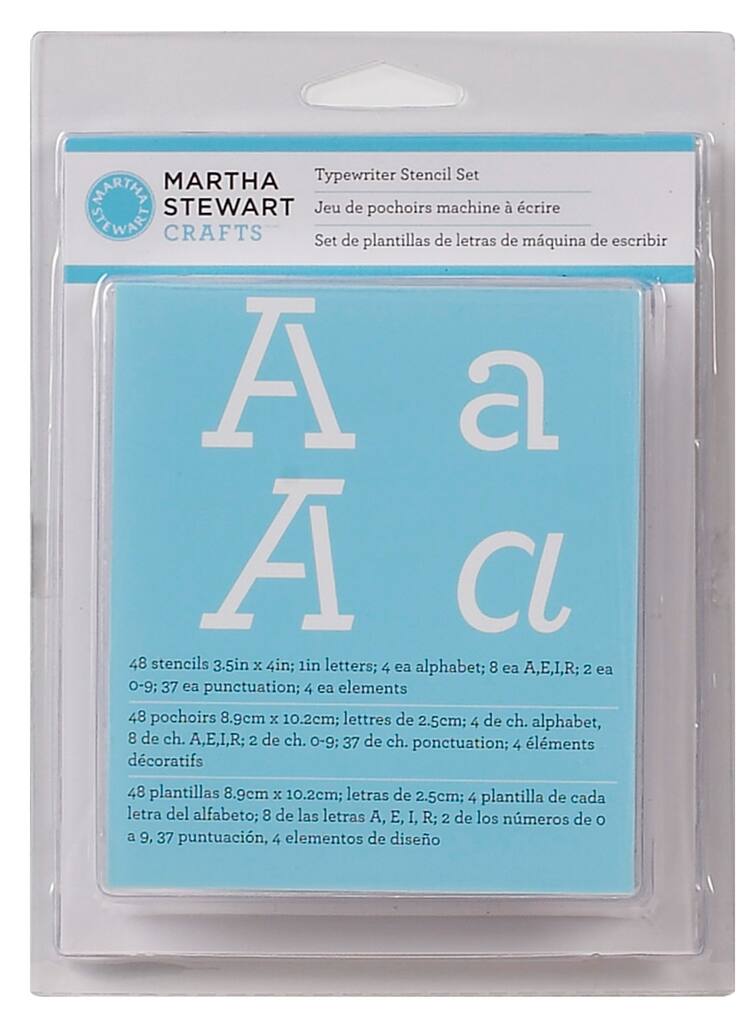 MARTHA
STEWART
MARTHA
STEWART
CRAFTS
Typewriter Stencil Set
Jeu de pochoirs machine à écrire
Set de plantillas de letras de máquina de escribir
A a
A a
48 stencils 3.5in x 4in; 1in letters; 4 ea alphabet; 8 ea A,E,I,R; 2 ea
0-9; 37 ea punctuation; 4 ea elements
48 pochoirs 8.9cm x 10.2cm; lettres de 2.5cm; 4 de ch. alphabet,
8 de ch. A,E,I,R; 2 de ch. 0-9; 37 de ch. ponctuation; 4 éléments
décoratifs
48 plantillas 8.9cm x 10.2cm; letras de 2.5cm; 4 plantilla de cada
letra del alfabeto; 8 de las letras A, E, I, R; 2 de los números de 0
a 9, 37 puntuación, 4 elementos de diseño